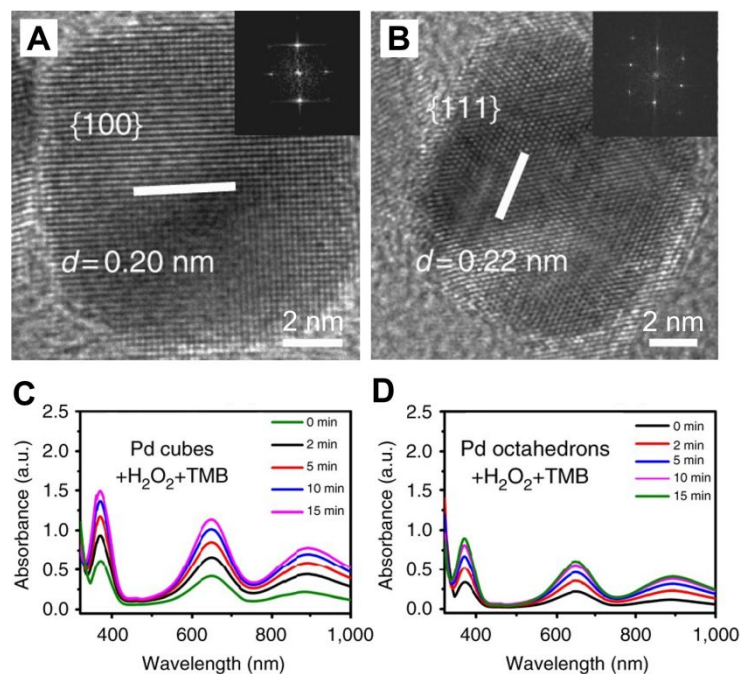 A
{100}
d = 0.20 nm
2 nm
B
{111}
d = 0.22 nm
2 nm
C
Absorbance (a.u.)
2.5
2.0
1.5
1.0
0.5
0.0
Pd cubes
+H₂O₂+TMB
0 min
2 min
5 min
10 min
15 min
400 600 800 1,000
Wavelength (nm)
D
Absorbance (a.u.)
2.5
2.0
1.5
1.0
0.5
0.0
Pd octahedrons
+H₂O₂+TMB
0 min
2 min
5 min
10 min
15 min
400 600 800 1,000
Wavelength (nm)